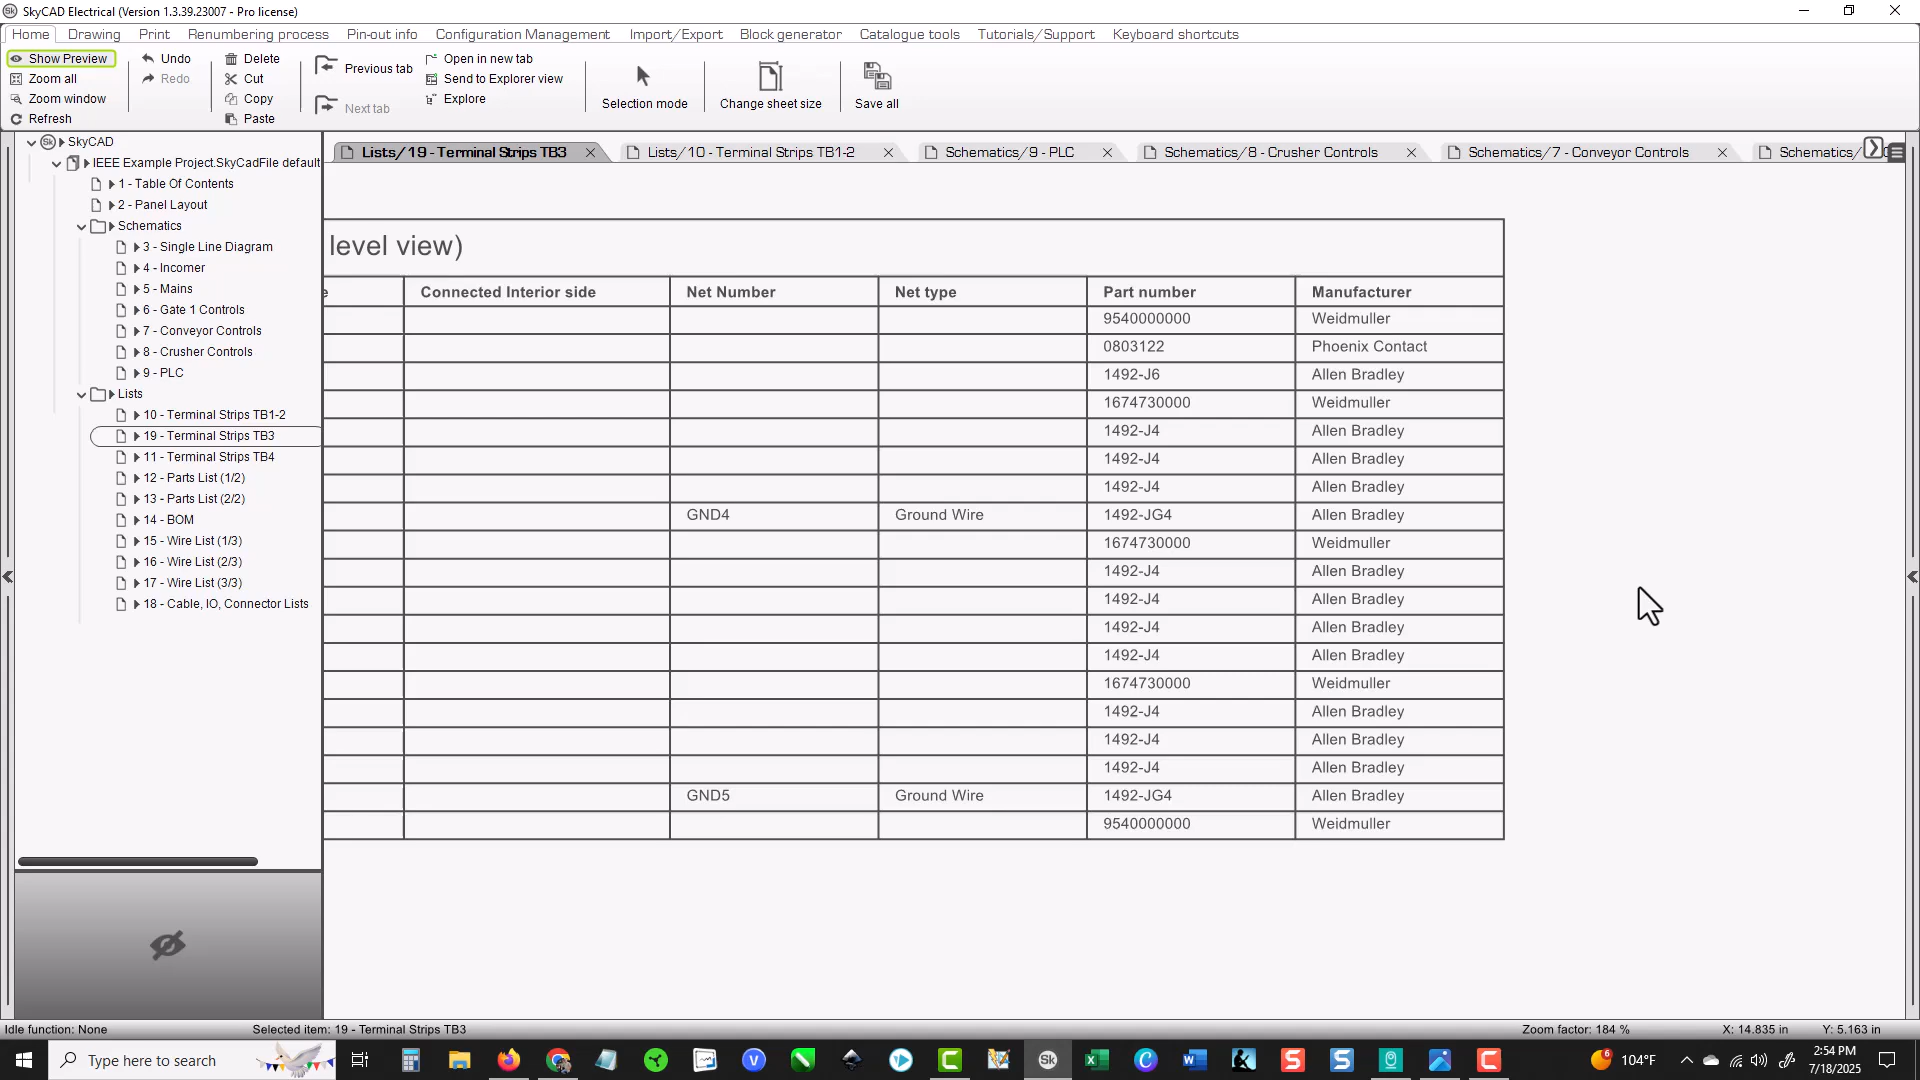 SkyCAD Electrical (Version 1.3.39.23007 - Pro license)
Home Drawing Print Renumbering process Pin-out info Configuration Management Import/Export Block generator Catalogue tools Tutorials/Support Keyboard shortcuts
Show Preview Undo Delete Previous tab Open in new tab
Zoom all Redo Cut Send to Explorer view
Zoom window Copy Next tab Explore Selection mode Change sheet size Save all
Refresh Paste
SkyCAD
IEEE Example Project.SkyCadFile default
1 - Table Of Contents
2 - Panel Layout
Schematics
3 - Single Line Diagram
4 - Incomer
5 - Mains
6 - Gate 1 Controls
7 - Conveyor Controls
8 - Crusher Controls
9 - PLC
Lists
10 - Terminal Strips TB1-2
19 - Terminal Strips TB3
11 - Terminal Strips TB4
12 - Parts List (1/2)
13 - Parts List (2/2)
14 - BOM
15 - Wire List (1/3)
16 - Wire List (2/3)
17 - Wire List (3/3)
18 - Cable, IO, Connector Lists
Lists/19 - Terminal Strips TB3 Lists/10 - Terminal Strips TB1-2 Schematics/9 - PLC Schematics/8 - Crusher Controls Schematics/7 - Conveyor Controls Schematics/
level view)
e Connected Interior side Net Number Net type Part number Manufacturer
9540000000 Weidmuller
0803122 Phoenix Contact
1492-J6 Allen Bradley
1674730000 Weidmuller
1492-J4 Allen Bradley
1492-J4 Allen Bradley
1492-J4 Allen Bradley
GND4 Ground Wire 1492-JG4 Allen Bradley
1674730000 Weidmuller
1492-J4 Allen Bradley
1492-J4 Allen Bradley
1492-J4 Allen Bradley
1492-J4 Allen Bradley
1674730000 Weidmuller
1492-J4 Allen Bradley
1492-J4 Allen Bradley
1492-J4 Allen Bradley
GND5 Ground Wire 1492-JG4 Allen Bradley
9540000000 Weidmuller
Idle function: None Selected item: 19 - Terminal Strips TB3 Zoom factor: 184 % X: 14.835 in Y: 5.163 in
Type here to search 104°F 2:54 PM
7/18/2025